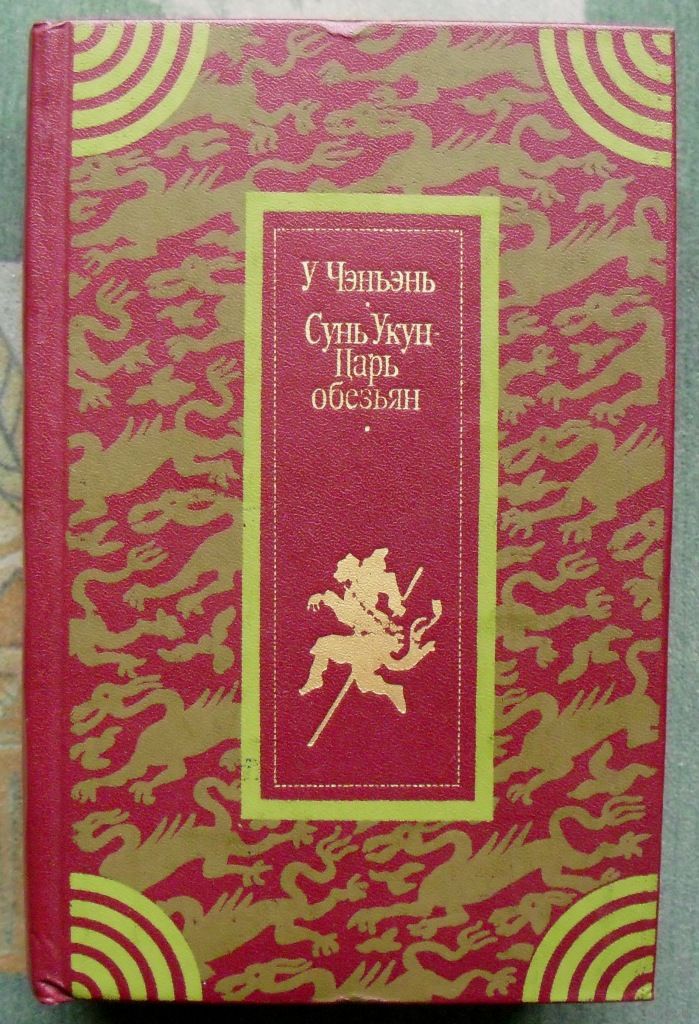 У Чэнъэнь
Сунь Укун-
Царь
обезьян